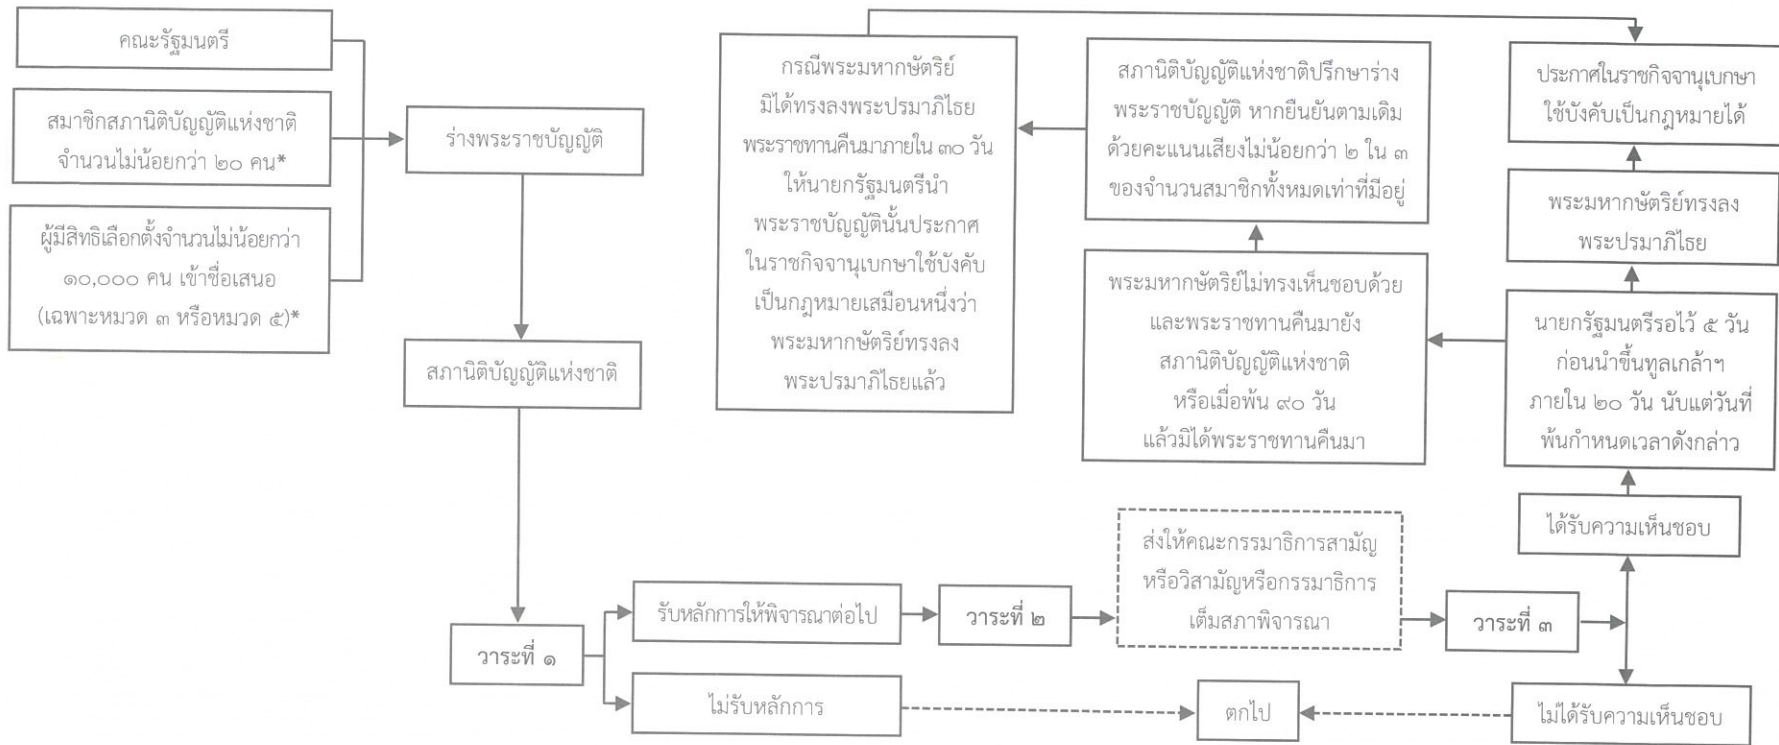 คณะรัฐมนตรี
สมาชิกสภานิติบัญญัติแห่งชาติ
จำนวนไม่น้อยกว่า ๒๐ คน*
ผู้มีสิทธิเลือกตั้งจำนวนไม่น้อยกว่า
๑๐,๐๐๐ คน เข้าชื่อเสนอ
(เฉพาะหมวด ๓ หรือหมวด ๕)*
ร่างพระราชบัญญัติ
สภานิติบัญญัติแห่งชาติ
วาระที่ ๑
รับหลักการให้พิจารณาต่อไป
ไม่รับหลักการ
วาระที่ ๒
ส่งให้คณะกรรมาธิการสามัญ
หรือวิสามัญหรือกรรมาธิการ
เต็มสภาพิจารณา
วาระที่ ๓
ตกไป
ไม่ได้รับความเห็นชอบ
ได้รับความเห็นชอบ
นายกรัฐมนตรีรอไว้ ๕ วัน
ก่อนนำขึ้นทูลเกล้าฯ
ภายใน ๒๐ วัน นับแต่วันที่
พ้นกำหนดเวลาดังกล่าว
พระมหากษัตริย์ทรงลง
พระปรมาภิไธย
ประกาศในราชกิจจานุเบกษา
ใช้บังคับเป็นกฎหมายได้
พระมหากษัตริย์ไม่ทรงเห็นชอบด้วย
และพระราชทานคืนมายัง
สภานิติบัญญัติแห่งชาติ
หรือเมื่อพ้น ๙๐ วัน
แล้วมิได้พระราชทานคืนมา
สภานิติบัญญัติแห่งชาติปรึกษาร่าง
พระราชบัญญัติ หากยืนยันตามเดิม
ด้วยคะแนนเสียงไม่น้อยกว่า ๒ ใน ๓
ของจำนวนสมาชิกทั้งหมดเท่าที่มีอยู่
กรณีพระมหากษัตริย์
มิได้ทรงลงพระปรมาภิไธย
พระราชทานคืนมาภายใน ๓๐ วัน
ให้นายกรัฐมนตรีนำ
พระราชบัญญัตินั้นประกาศ
ในราชกิจจานุเบกษาใช้บังคับ
เป็นกฎหมายเสมือนหนึ่งว่า
พระมหากษัตริย์ทรงลง
พระปรมาภิไธยแล้ว